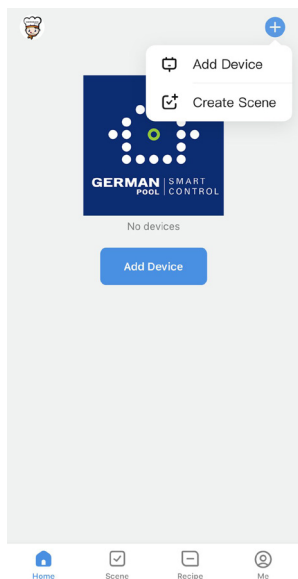 Add Device
Create Scene
GERMAN SMART
POOL CONTROL
No devices
Add Device
Home Scene Recipe Me